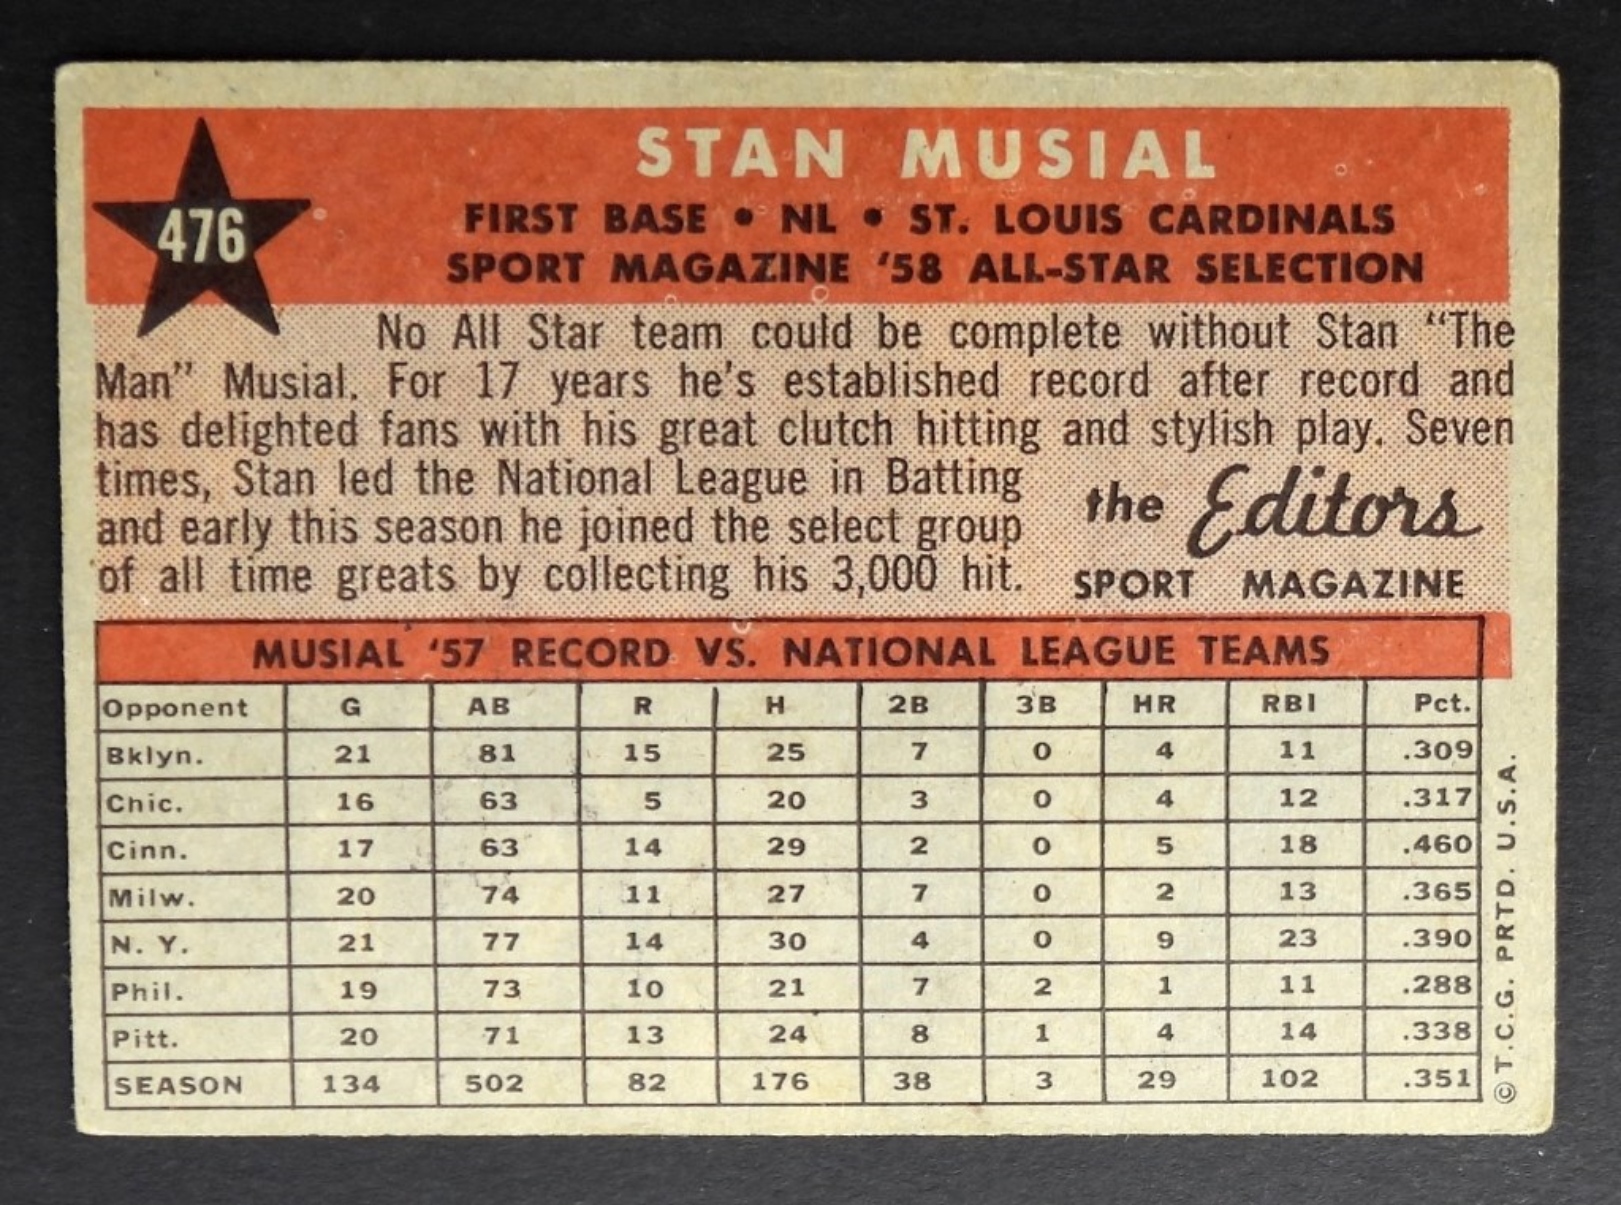 STAN MUSIAL
476
FIRST BASE • NL • ST. LOUIS CARDINALS
SPORT MAGAZINE '58 ALL-STAR SELECTION
No All Star team could be complete without Stan “The
Man” Musial. For 17 years he's established record after record and
has delighted fans with his great clutch hitting and stylish play. Seven
times, Stan led the National League in Batting
and early this season he joined the select group
of all time greats by collecting his 3,000 hit.
the Editors
SPORT MAGAZINE
MUSIAL '57 RECORD VS. NATIONAL LEAGUE TEAMS
Opponent G AB R H 2B 3B HR RBI Pct.
Bklyn. 21 81 15 25 7 0 4 11 .309
Chic. 16 63 5 20 3 0 4 12 .317
Cinn. 17 63 14 29 2 0 5 18 .460
Milw. 20 74 11 27 7 0 2 13 .365
N. Y. 21 77 14 30 4 0 9 23 .390
Phil. 19 73 10 21 7 2 1 11 .288
Pitt. 20 71 13 24 8 1 4 14 .338
SEASON 134 502 82 176 38 3 29 102 .351
© T.C.G. PRTD. U.S.A.